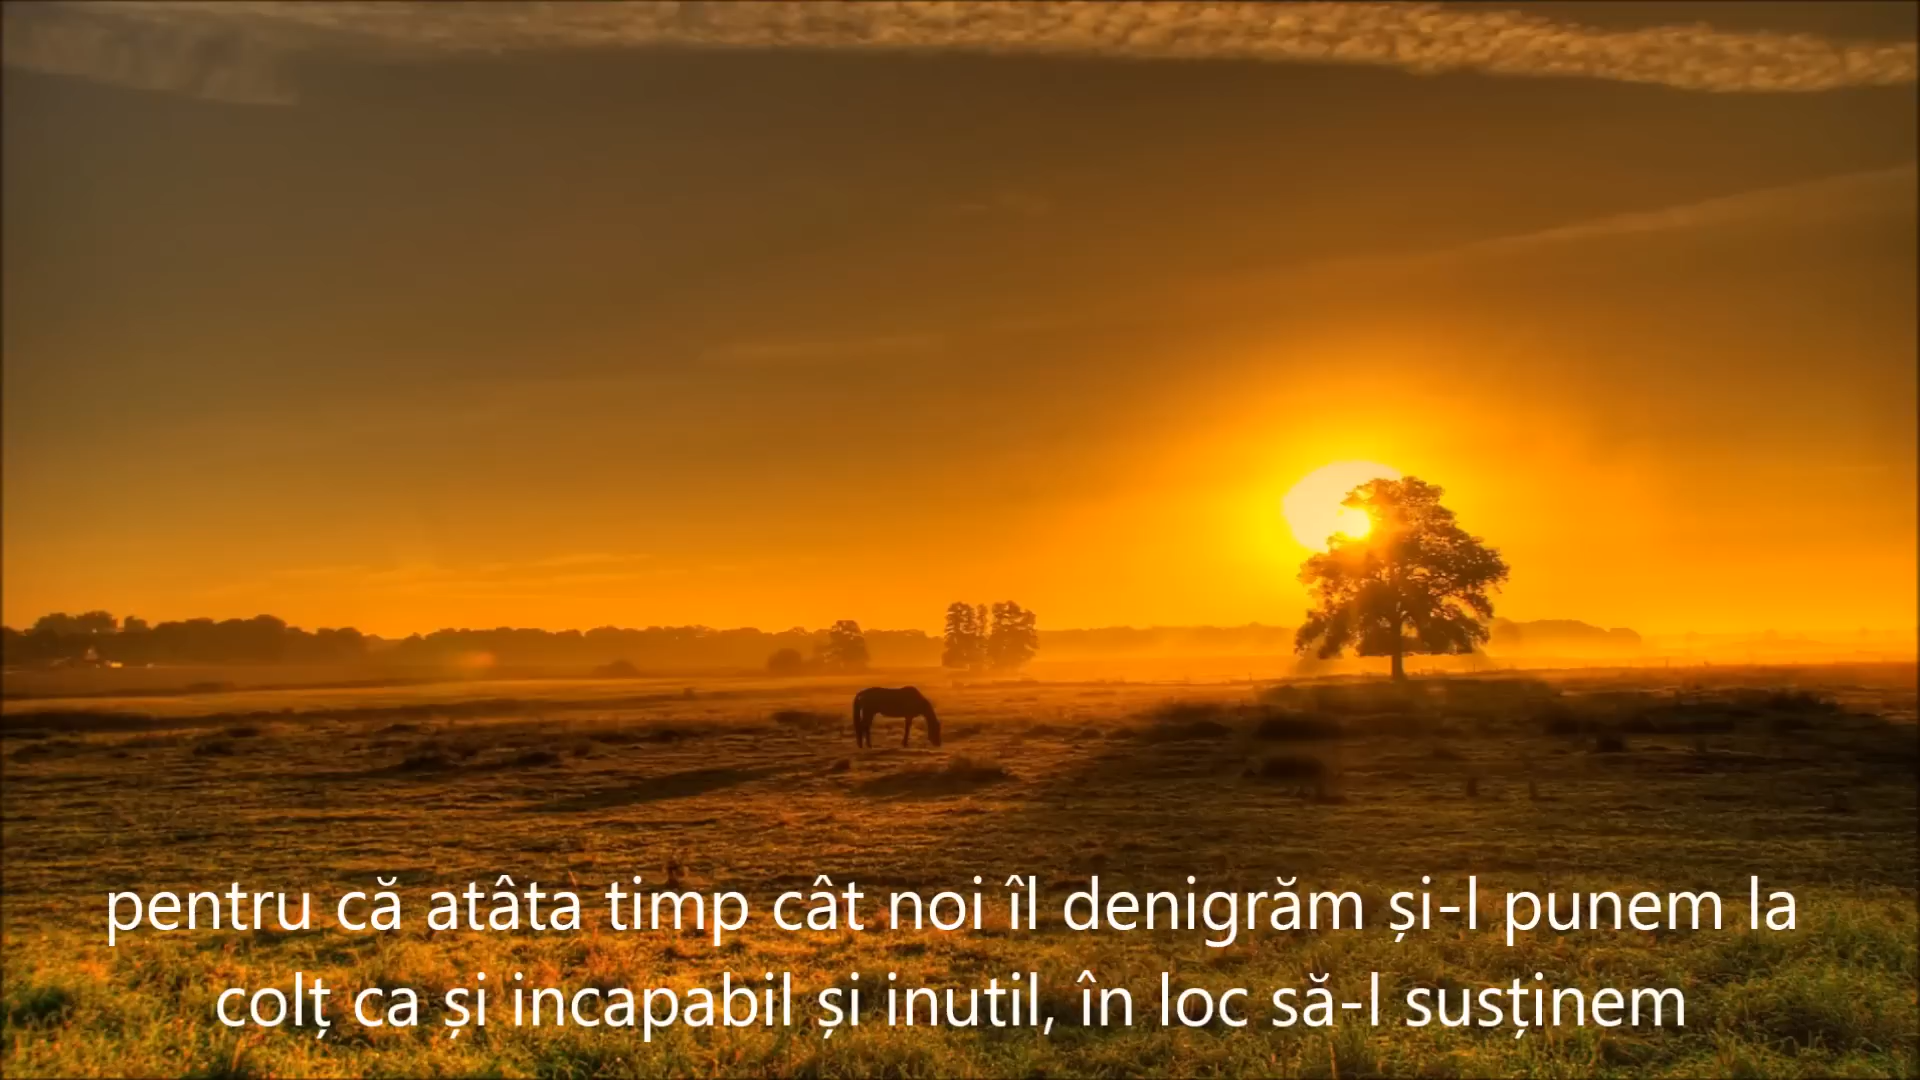 pentru că atâta timp cât noi îl denigrăm și-l punem la
colț ca și incapabil și inutil, în loc să-l susținem